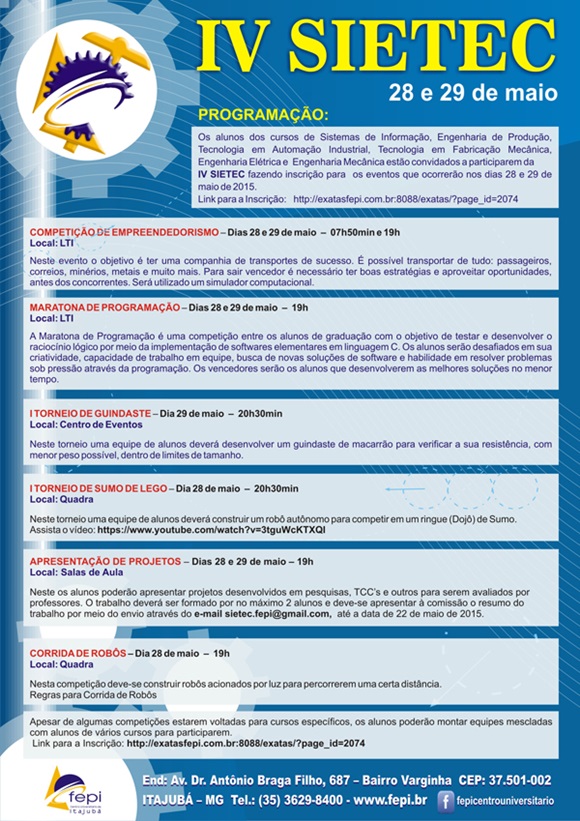 IV SIETEC
28 e 29 de maio
PROGRAMAÇÃO:
Os alunos dos cursos de Sistemas de Informação, Engenharia de Produção,
Tecnologia em Automação Industrial, Tecnologia em Fabricação Mecânica,
Engenharia Elétrica e Engenharia Mecânica estão convidados a participarem da
IV SIETEC fazendo inscrição para os eventos que ocorrerão nos dias 28 e 29 de
maio de 2015.
Link para a Inscrição: http://exatasfepi.com.br:8088/exatas/?page_id=2074
COMPETIÇÃO DE EMPREENDEDORISMO – Dias 28 e 29 de maio – 07h50min e 19h
Local: LTI
Neste evento o objetivo é ter uma companhia de transportes de sucesso. É possível transportar de tudo: passageiros,
correios, minérios, metais e muito mais. Para sair vencedor é necessário ter boas estratégias e aproveitar oportunidades,
antes dos concorrentes. Será utilizado um simulador computacional.
MARATONA DE PROGRAMAÇÃO – Dias 28 e 29 de maio – 19h
Local: LTI
A Maratona de Programação é uma competição entre os alunos de graduação com o objetivo de testar e desenvolver o
raciocínio lógico por meio da implementação de softwares elementares em linguagem C. Os alunos serão desafiados em sua
criatividade, capacidade de trabalho em equipe, busca de novas soluções de software e habilidade em resolver problemas
sob pressão através da programação. Os vencedores serão os alunos que desenvolverem as melhores soluções no menor
tempo.
I TORNEIO DE GUINDASTE – Dia 29 de maio – 20h30min
Local: Centro de Eventos
Neste torneio uma equipe de alunos deverá desenvolver um guindaste de macarrão para verificar a sua resistência, com
menor peso possível, dentro de limites de tamanho.
I TORNEIO DE SUMO DE LEGO – Dia 28 de maio – 20h30min
Local: Quadra
Neste torneio uma equipe de alunos deverá construir um robô autônomo para competir em um ringue (Dojô) de Sumo.
Assista o vídeo: https://www.youtube.com/watch?v=3tguWcKTXQI
APRESENTAÇÃO DE PROJETOS – Dias 28 e 29 de maio – 19h
Local: Salas de Aula
Neste os alunos poderão apresentar projetos desenvolvidos em pesquisas, TCC's e outros para serem avaliados por
professores. O trabalho deverá ser formado por no máximo 2 alunos e deve-se apresentar à comissão o resumo do
trabalho por meio do envio através do e-mail sietec.fepi@gmail.com, até a data de 22 de maio de 2015.
CORRIDA DE ROBÔS – Dia 28 de maio – 19h
Local: Quadra
Nesta competição deve-se construir robôs acionados por luz para percorrerem uma certa distância.
Regras para Corrida de Robôs
Apesar de algumas competições estarem voltadas para cursos específicos, os alunos poderão montar equipes mescladas
com alunos de vários cursos para participarem.
Link para a Inscrição: http://exatasfepi.com.br:8088/exatas/?page_id=2074
fepi
ITAJUBÁ
End: Av. Dr. Antônio Braga Filho, 687 – Bairro Varginha CEP: 37.501-002
ITAJUBÁ – MG Tel.: (35) 3629-8400 - www.fepi.br f fepicentrouniversitario